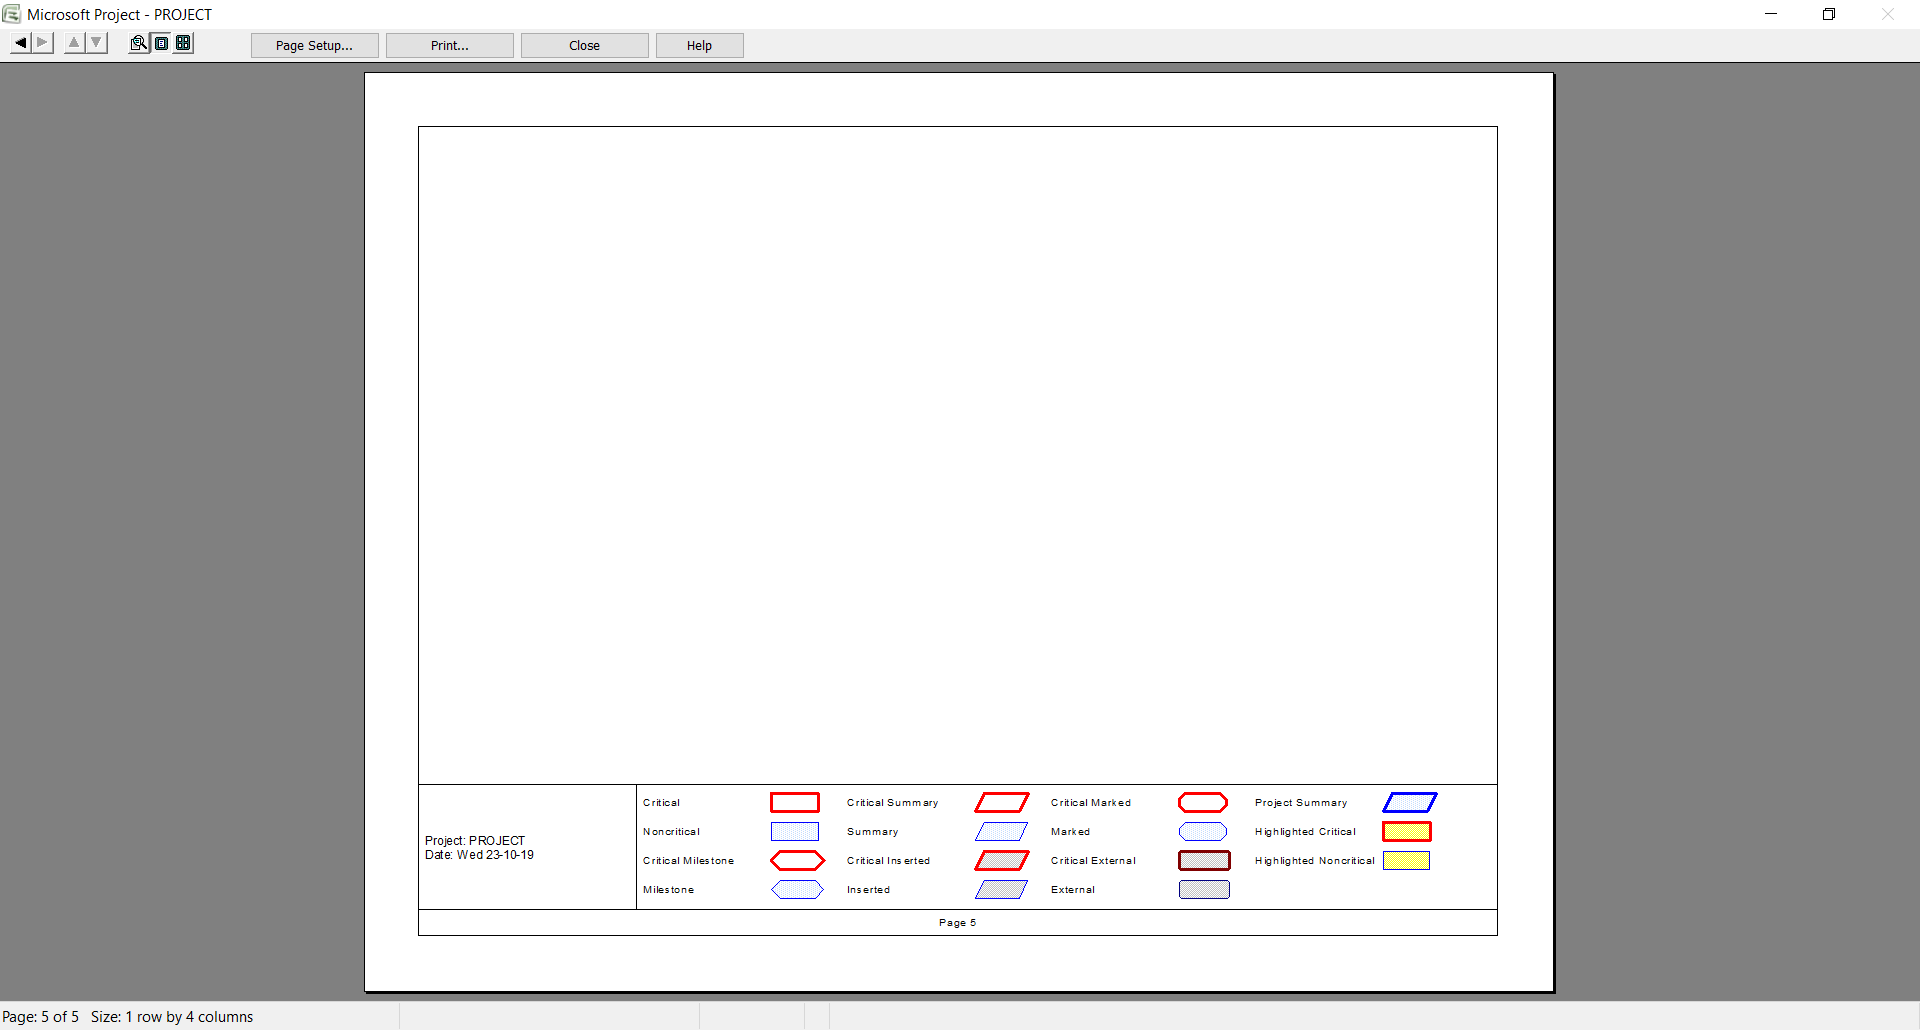 Microsoft Project - PROJECT
Page Setup... Print... Close Help
Critical Critical Summary Critical Marked Project Summary
Noncritical Summary Marked Highlighted Critical
Project: PROJECT
Date: Wed 23-10-19
Critical Milestone Critical Inserted Critical External Highlighted Noncritical
Milestone Inserted External
Page 5
Page: 5 of 5 Size: 1 row by 4 columns